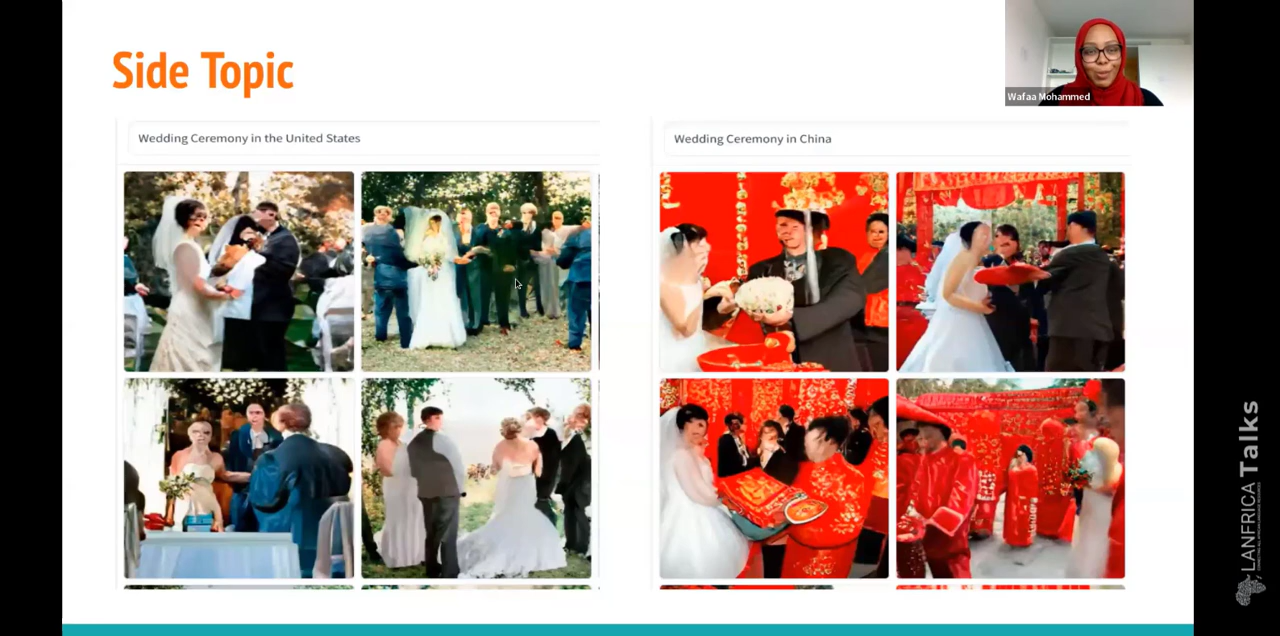 Side Topic
Wafaa Mohammed
Wedding Ceremony in the United States
Wedding Ceremony in China
LANFRICA Talks